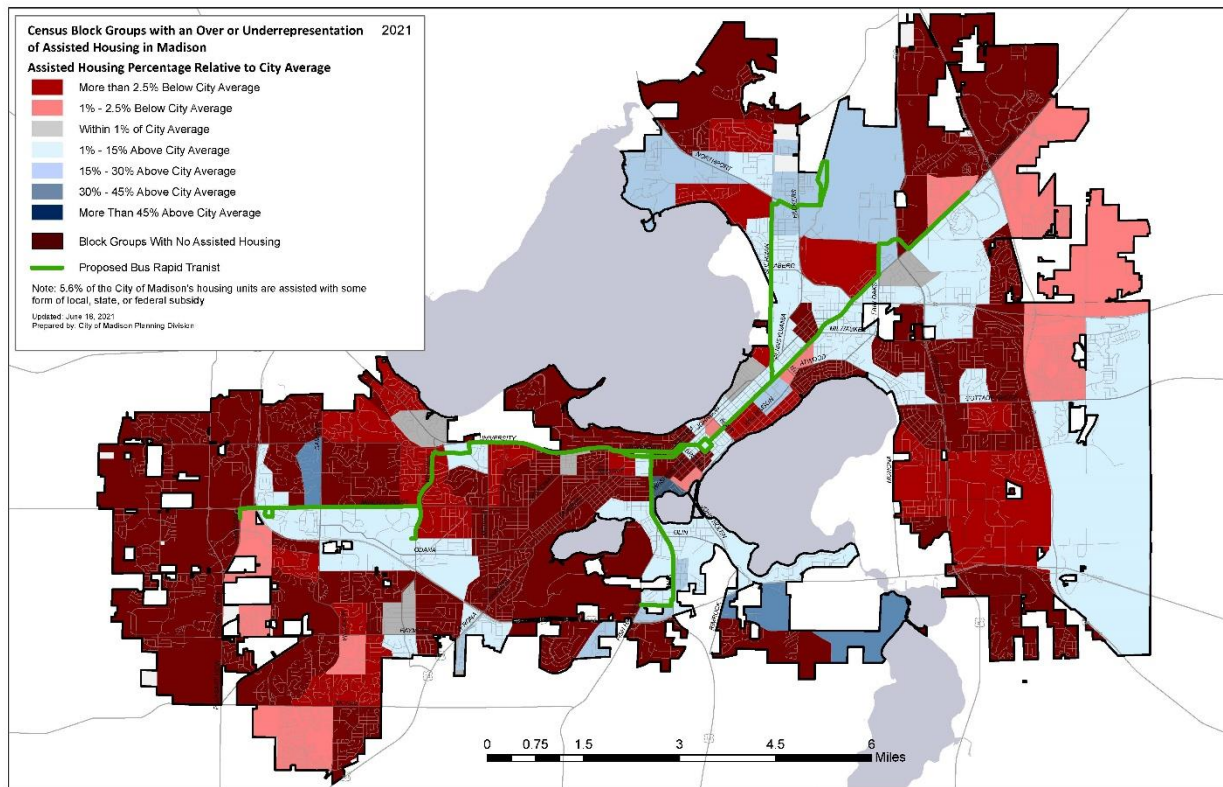 Census Block Groups with an Over or Underrepresentation 2021
of Assisted Housing in Madison
Assisted Housing Percentage Relative to City Average
More than 2.5% Below City Average
1% - 2.5% Below City Average
Within 1% of City Average
1% - 15% Above City Average
15% - 30% Above City Average
30% - 45% Above City Average
More Than 45% Above City Average
Block Groups With No Assisted Housing
Proposed Bus Rapid Tranist
Note: 5.6% of the City of Madison's housing units are assisted with some
form of local, state, or federal subsidy
Updated: June 16, 2021
Prepared by: City of Madison Planning Division
NORTHPORT
ABERG
FAIR OAKS
MILWAUKEE
ATWOOD
UNIVERSITY
ODANA
OLIN
RIMROCK
0 0.75 1.5 3 4.5 6
Miles